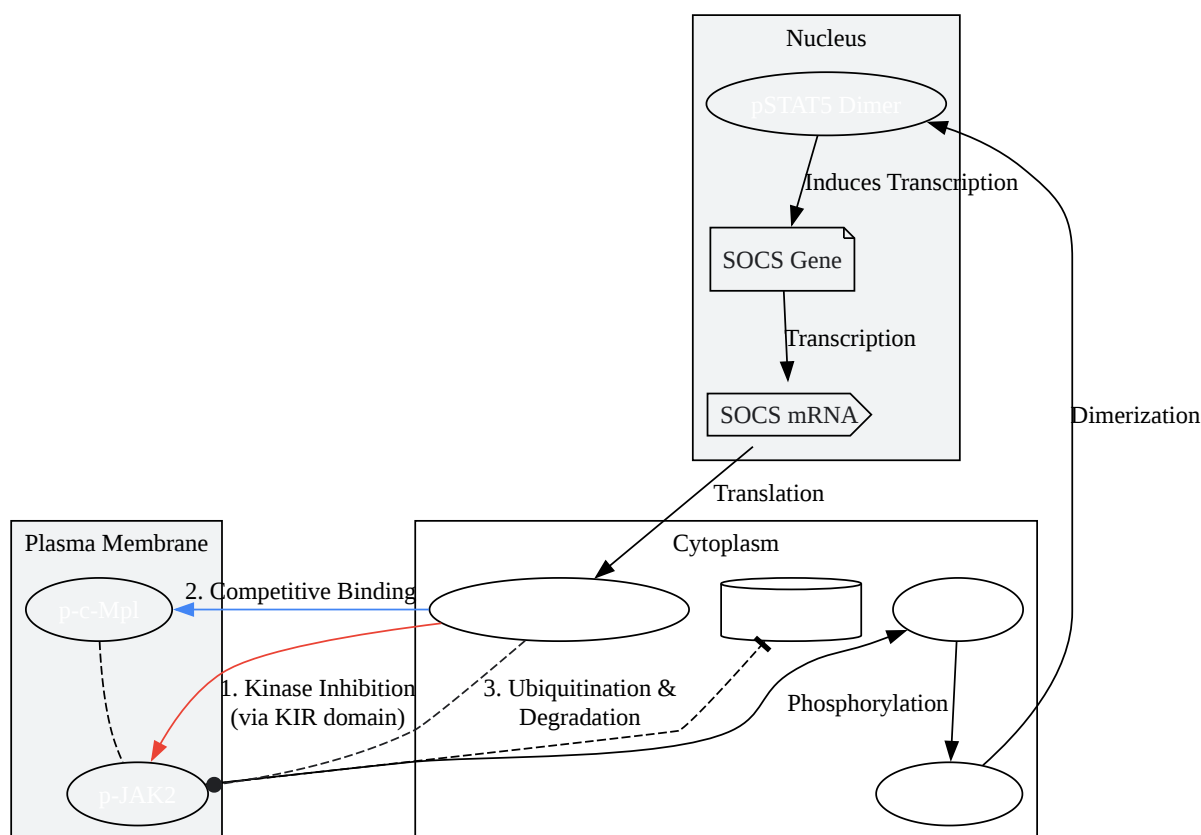 Nucleus
pSTAT5 Dimer
Induces Transcription
SOCS Gene
Transcription
SOCS mRNA
Dimerization
Translation
Plasma Membrane
Cytoplasm
p-c-Mpl
2. Competitive Binding
1. Kinase Inhibition
(via KIR domain)
3. Ubiquitination &
Degradation
Phosphorylation
p-JAK2